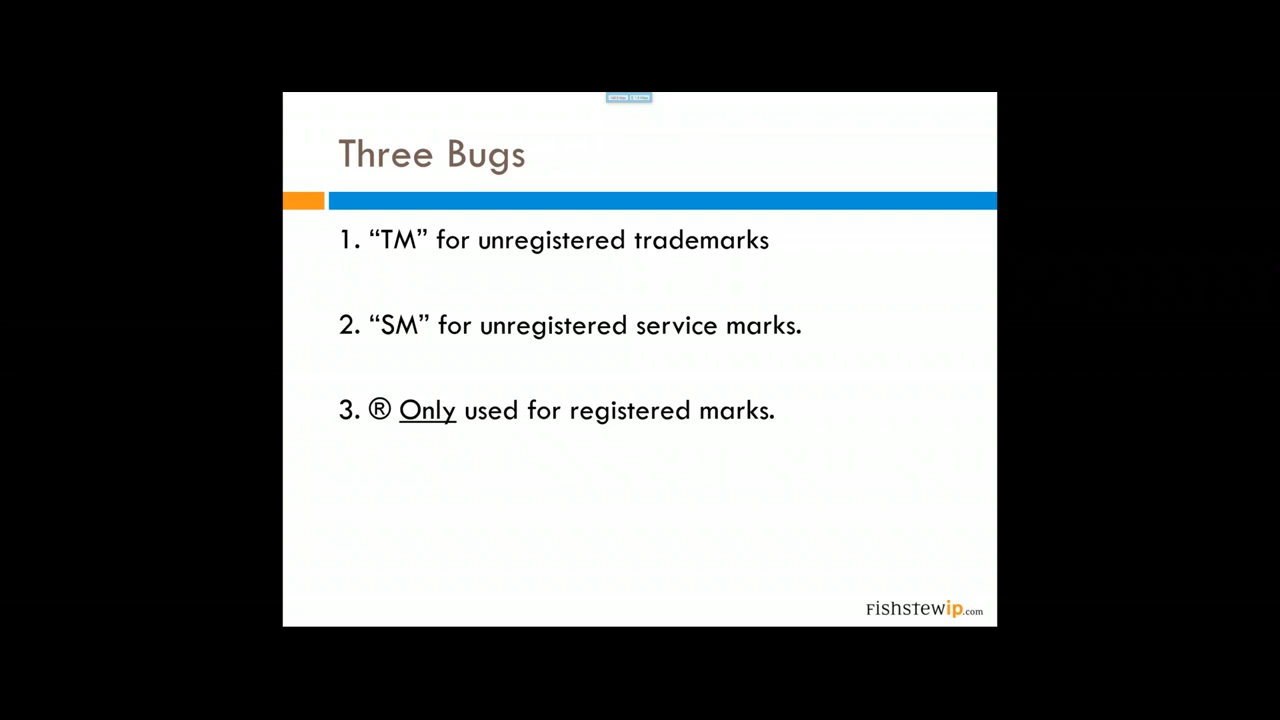 Three Bugs
1. “TM” for unregistered trademarks
2. “SM” for unregistered service marks.
3. ® Only used for registered marks.
Fishstewip.com